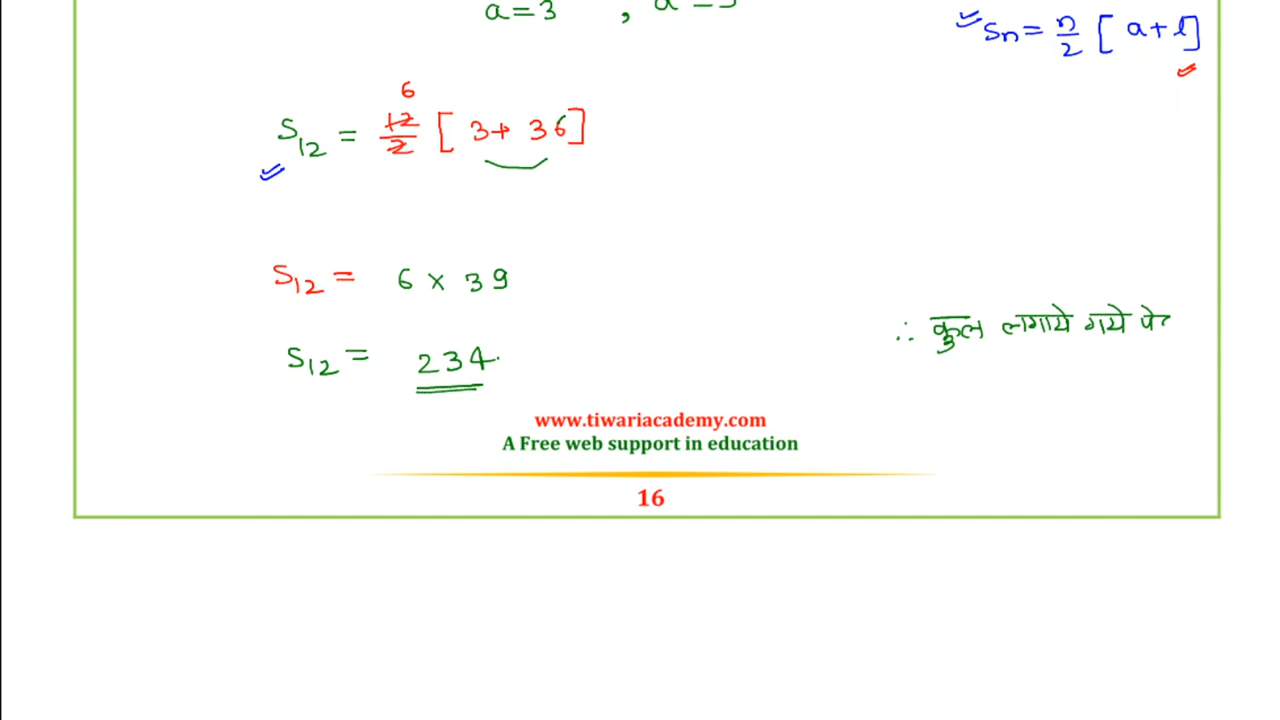 a = 3 ,
Sn = n/2 [ a + l ]
6
S12 = 12/2 [ 3 + 36 ]
S12 = 6 × 39
S12 = 234
∴ कुल लगाये गये पे
www.tiwariacademy.com
A Free web support in education
16